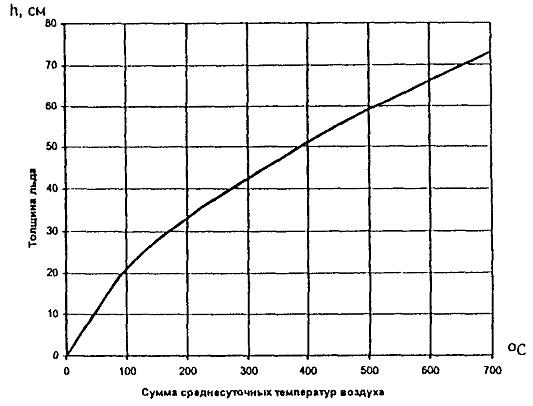 h, см
80
70
60
50
40
30
20
10
0
Толщина льда
0 100 200 300 400 500 600 700
°C
Сумма среднесуточных температур воздуха